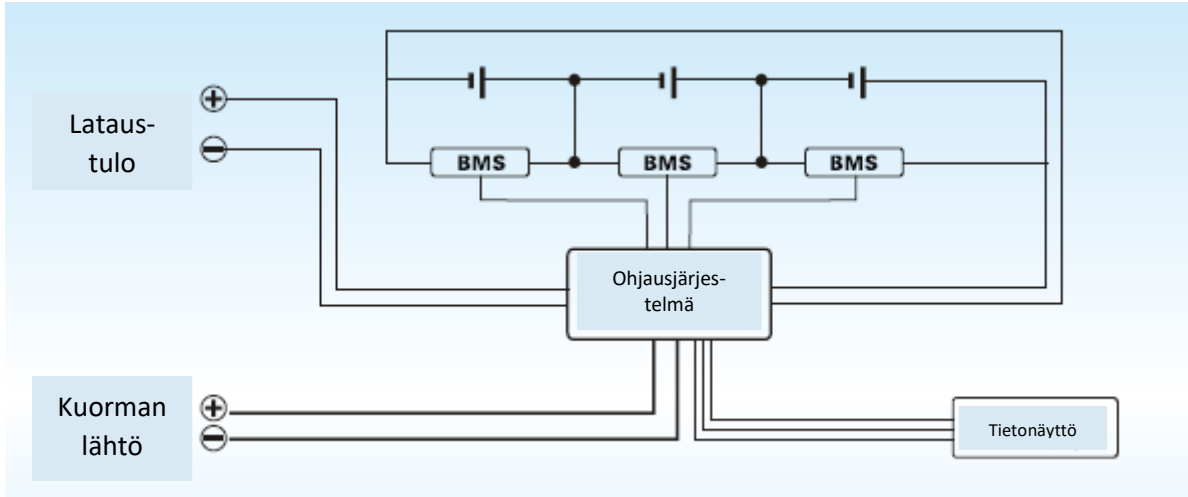 Lataus-
tulo
BMS
BMS
BMS
Ohjausjärjes-
telmä
Kuorman
lähtö
Tietonäyttö